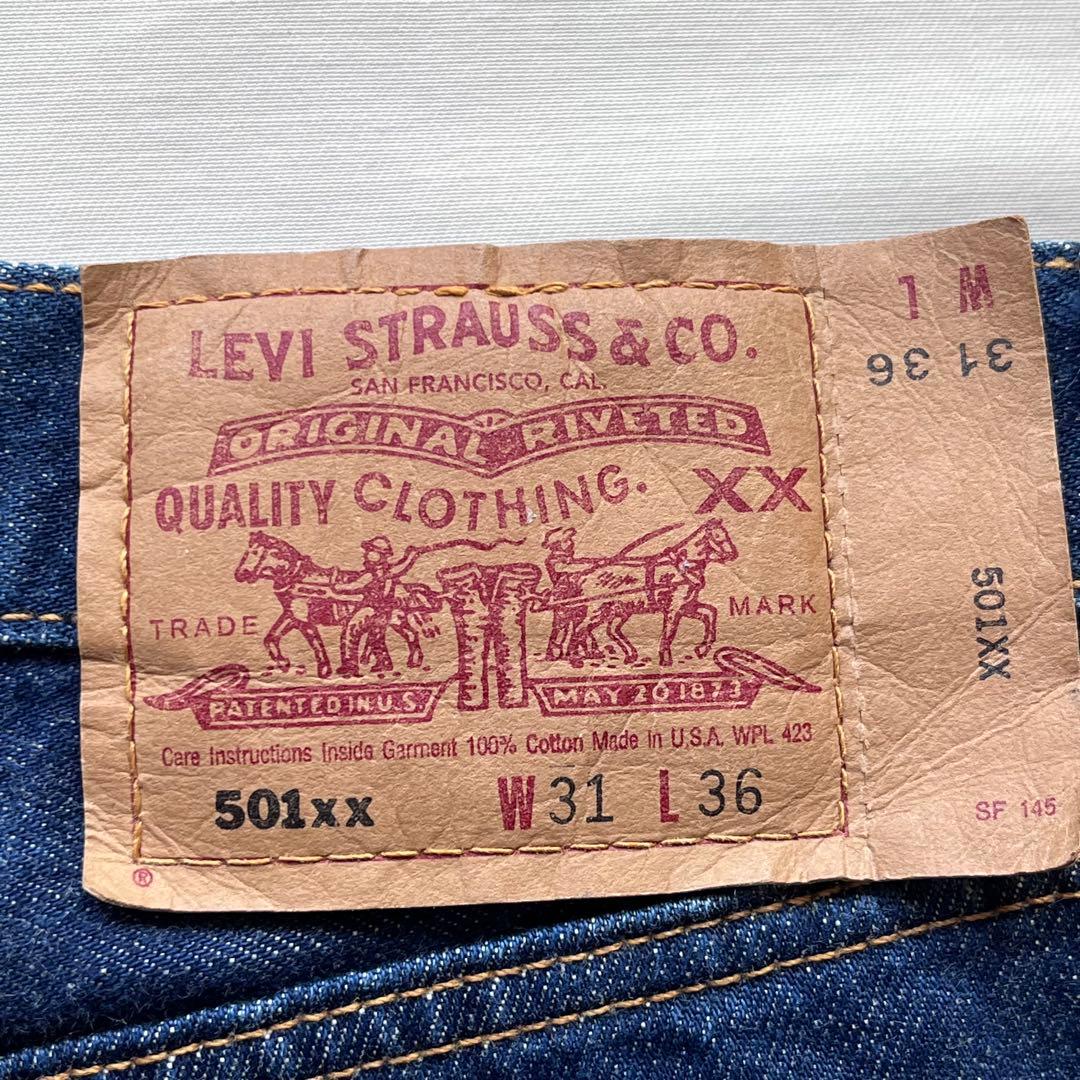 LEVI STRAUSS & CO.
SAN FRANCISCO, CAL.
ORIGINAL RIVETED
QUALITY CLOTHING. XX
TRADE MARK
PATENTED IN U.S. MAY 20 1873
Care Instructions Inside Garment 100% Cotton Made in U.S.A. WPL 423
501xx W 31 L 36
®
W L
31 36
501XX
SF 145